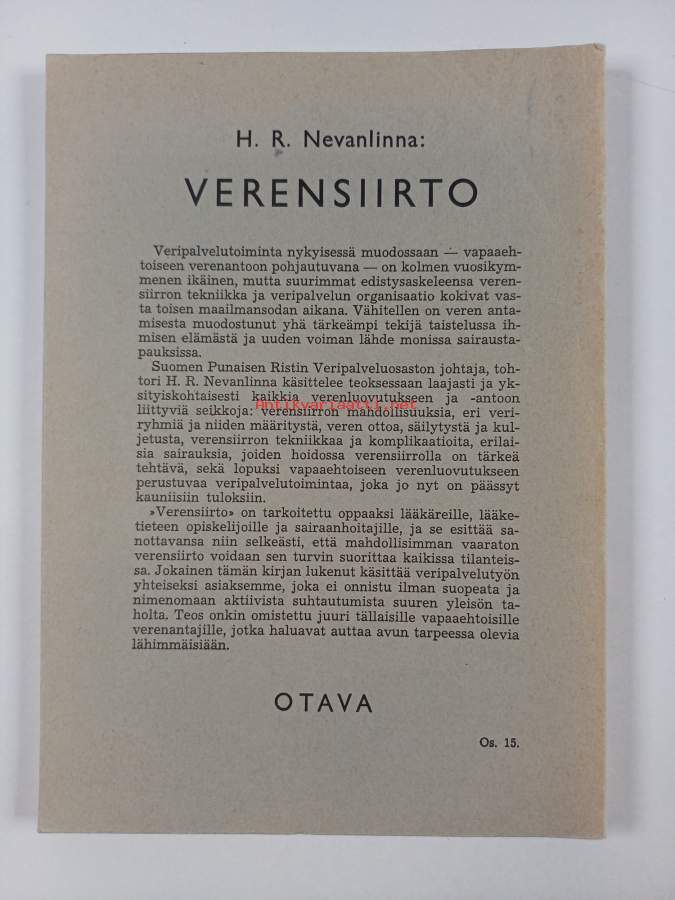 H. R. Nevanlinna:
VERENSIIRTO
Veripalvelutoiminta nykyisessä muodossaan — vapaaeh-
toiseen verenantoon pohjautuvana — on kolmen vuosikym-
menen ikäinen, mutta suurimmat edistysaskeleensa veren-
siirron tekniikka ja veripalvelun organisaatio kokivat vas-
ta toisen maailmansodan aikana. Vähitellen on veren anta-
misesta muodostunut yhä tärkeämpi tekijä taistelussa ih-
misen elämästä ja uuden voiman lähde monissa sairausta-
pauksissa.
Suomen Punaisen Ristin Veripalveluosaston johtaja, toh-
tori H. R. Nevanlinna käsittelee teoksessaan laajasti ja yk-
sityiskohtaisesti kaikkia verenluovutukseen ja -antoon
Antikvariaatti.net
liittyviä seikkoja: verensiirron mahdollisuuksia, eri veri-
ryhmiä ja niiden määritystä, veren ottoa, säilytystä ja kul-
jetusta, verensiirron tekniikkaa ja komplikaatioita, erilai-
sia sairauksia, joiden hoidossa verensiirrolla on tärkeä
tehtävä, sekä lopuksi vapaaehtoiseen verenluovutukseen
perustuvaa veripalvelutoimintaa, joka jo nyt on päässyt
kauniisiin tuloksiin.
»Verensiirto» on tarkoitettu oppaaksi lääkäreille, lääke-
tieteen opiskelijoille ja sairaanhoitajille, ja se esittää sa-
nottavansa niin selkeästi, että mahdollisimman vaaraton
verensiirto voidaan sen turvin suorittaa kaikissa tilanteis-
sa. Jokainen tämän kirjan lukenut käsittää veripalvelutyön
yhteiseksi asiaksemme, joka ei onnistu ilman suopeata ja
nimenomaan aktiivista suhtautumista suuren yleisön ta-
holta. Teos onkin omistettu juuri tällaisille vapaaehtoisille
verenantajille, jotka haluavat auttaa avun tarpeessa olevia
lähimmäisiään.
OTAVA
Os. 15.